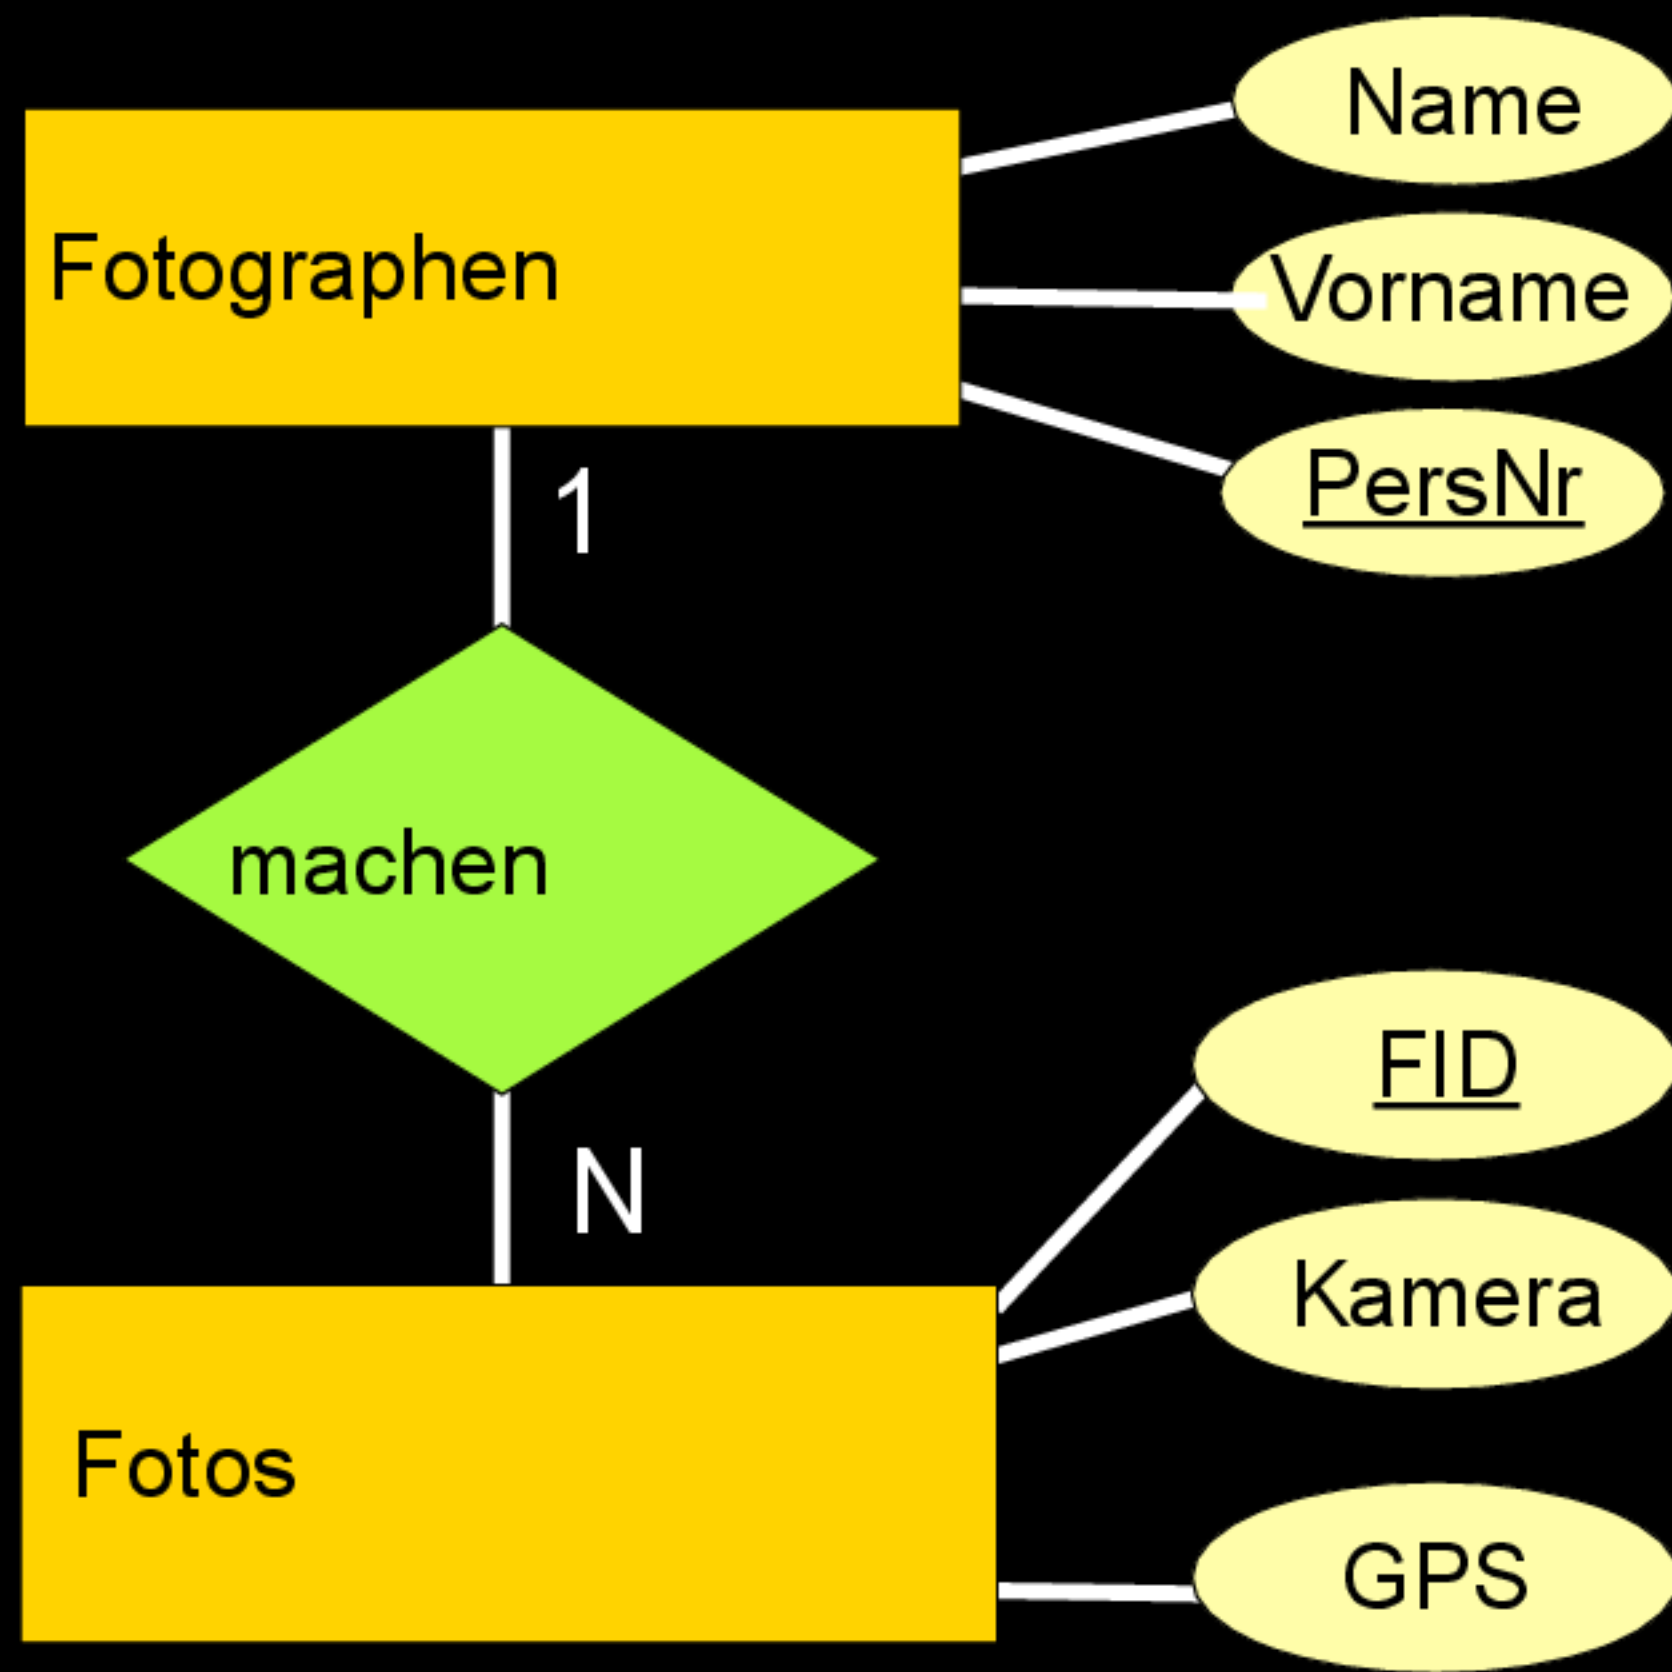 Name
Fotographen
Vorname
PersNr
1
machen
FID
N
Kamera
Fotos
GPS